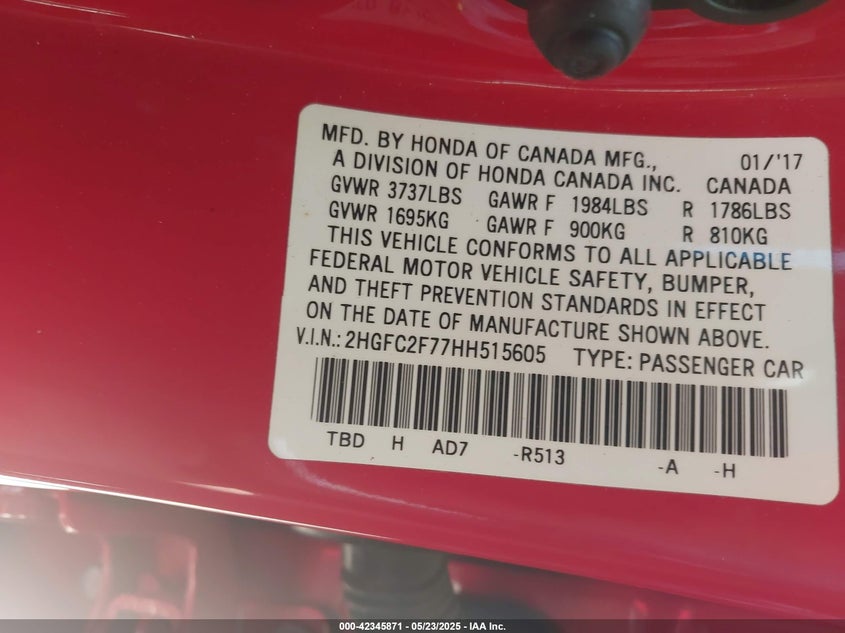 MFD. BY HONDA OF CANADA MFG., 01/'17
A DIVISION OF HONDA CANADA INC. CANADA
GVWR 3737LBS GAWR F 1984LBS R 1786LBS
GVWR 1695KG GAWR F 900KG R 810KG
THIS VEHICLE CONFORMS TO ALL APPLICABLE
FEDERAL MOTOR VEHICLE SAFETY, BUMPER,
AND THEFT PREVENTION STANDARDS IN EFFECT
ON THE DATE OF MANUFACTURE SHOWN ABOVE.
V.I.N.: 2HGFC2F77HH515605 TYPE: PASSENGER CAR
TBD H AD7 -R513 -A -H
000-42345871 - 05/23/2025 - IAA Inc.